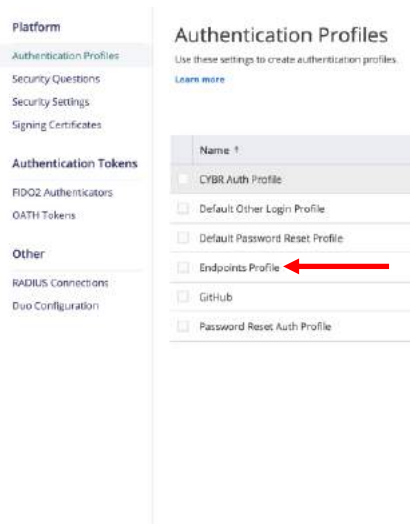 Platform
Authentication Profiles
Security Questions
Security Settings
Signing Certificates
Authentication Tokens
FIDO2 Authenticators
OATH Tokens
Other
RADIUS Connections
Duo Configuration
Authentication Profiles
Use these settings to create authentication profiles.
Learn more
Name ↑
CYBR Auth Profile
Default Other Login Profile
Default Password Reset Profile
Endpoints Profile
GitHub
Password Reset Auth Profile